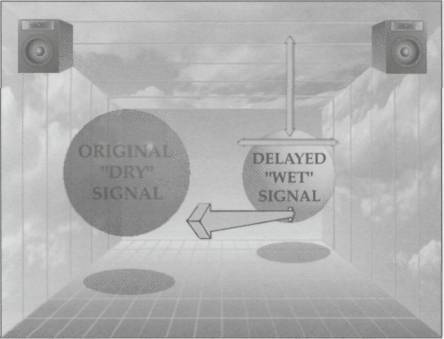 ORIGINAL
"DRY"
SIGNAL
DELAYED
"WET"
SIGNAL